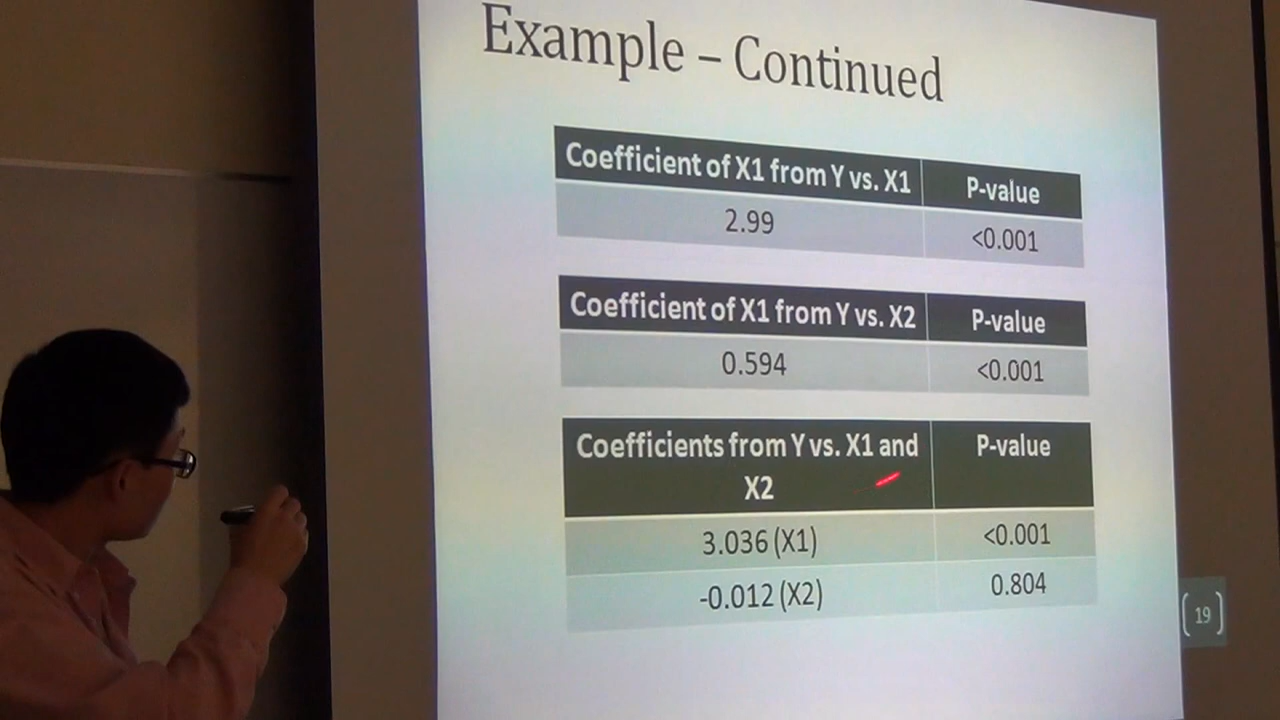 Example – Continued
Coefficient of X1 from Y vs. X1 P-value
2.99 <0.001
Coefficient of X1 from Y vs. X2 P-value
0.594 <0.001
Coefficients from Y vs. X1 and P-value
X2
3.036 (X1) <0.001
-0.012 (X2) 0.804
19